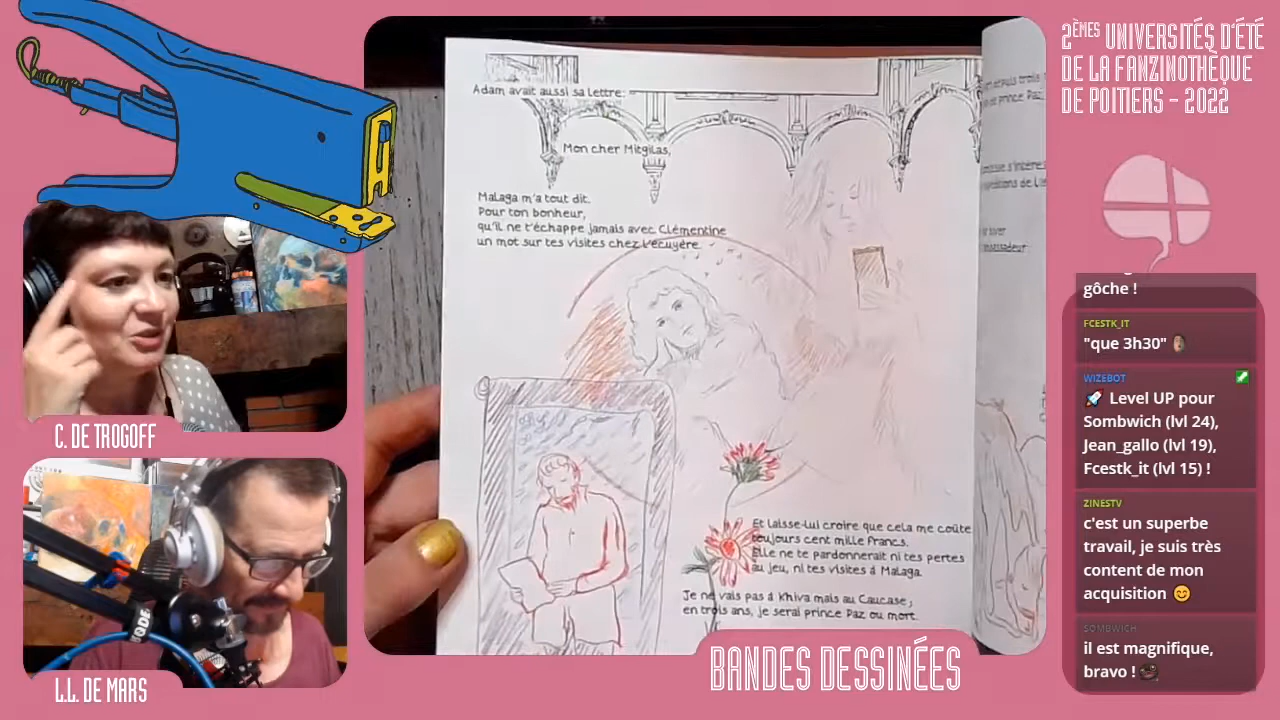 2ÈMES UNIVERSITÉS D'ÉTÉ
DE LA FANZINOTHÈQUE
DE POITIERS - 2022
Adam avait aussi sa lettre:
Mon cher Mitgilas,
Malaga m'a tout dit.
Pour ton bonheur,
qu'il ne t'échappe jamais avec Clémentine
un mot sur tes visites chez l'écuyère.
Et laisse-lui croire que cela me coûte
toujours cent mille francs.
Elle ne te pardonnerait ni tes pertes
au jeu, ni tes visites à Malaga.
Je ne vais pas à Khiva mais au Caucase;
en trois ans, je serai prince Paz ou mort.
C. DE TROGOFF
L.L. DE MARS
BANDES DESSINÉES
gôche !
FCESTK_IT
"que 3h30"
WIZEBOT
Level UP pour
Sombwich (lvl 24),
Jean_gallo (lvl 19),
Fcestk_it (lvl 15) !
ZINESTV
c'est un superbe
travail, je suis très
content de mon
acquisition
SOMBWICH
il est magnifique,
bravo !